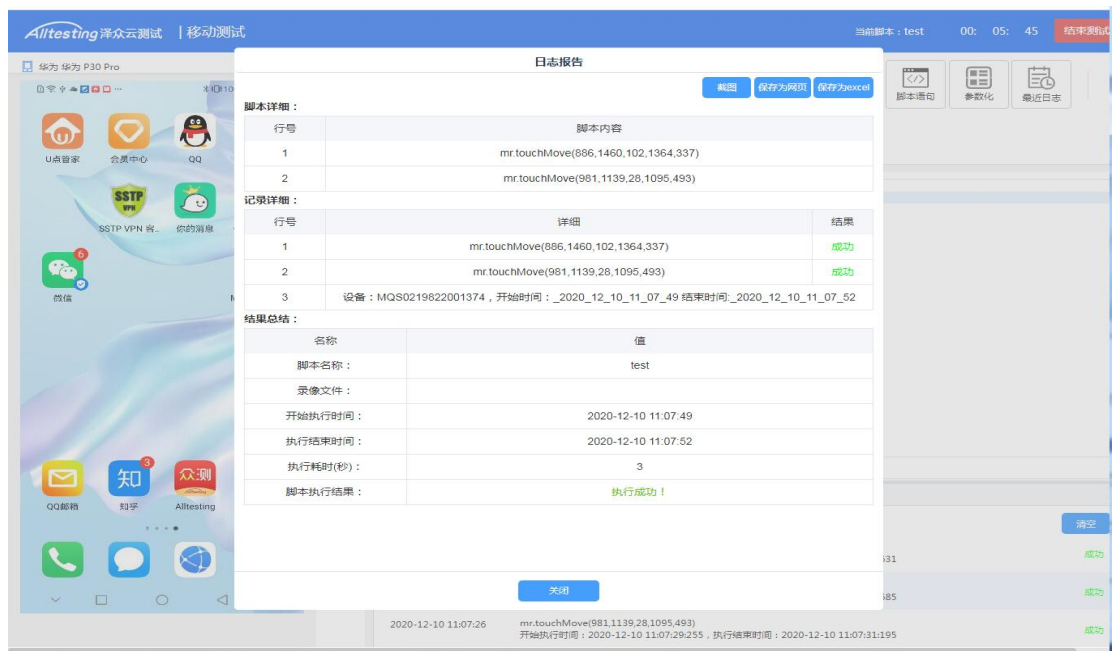 Alltesting泽众云测试 | 移动测试
当前脚本：test 00: 05: 45 结束测试
华为 华为 P30 Pro
日志报告
截图 保存为网页 保存为excel
脚本语句 参数化 最近日志
脚本详细：
行号 脚本内容
1 mr.touchMove(886,1460,102,1364,337)
2 mr.touchMove(981,1139,28,1095,493)
记录详细：
行号 详细 结果
1 mr.touchMove(886,1460,102,1364,337) 成功
2 mr.touchMove(981,1139,28,1095,493) 成功
3 设备：MQS0219822001374，开始时间：_2020_12_10_11_07_49 结束时间:_2020_12_10_11_07_52
结果总结：
名称 值
脚本名称： test
录像文件：
开始执行时间： 2020-12-10 11:07:49
执行结束时间： 2020-12-10 11:07:52
执行耗时(秒)： 3
脚本执行结果： 执行成功！
关闭
U点管家 会员中心 QQ
SSTP
VPN
SSTP VPN 客... 你的消息
6
微信
3
知
众测
Alltesting
QQ邮箱 知乎 Alltesting
清空
531 成功
585 成功
2020-12-10 11:07:26 mr.touchMove(981,1139,28,1095,493)
开始执行时间：2020-12-10 11:07:29:255，执行结束时间：2020-12-10 11:07:31:195 成功